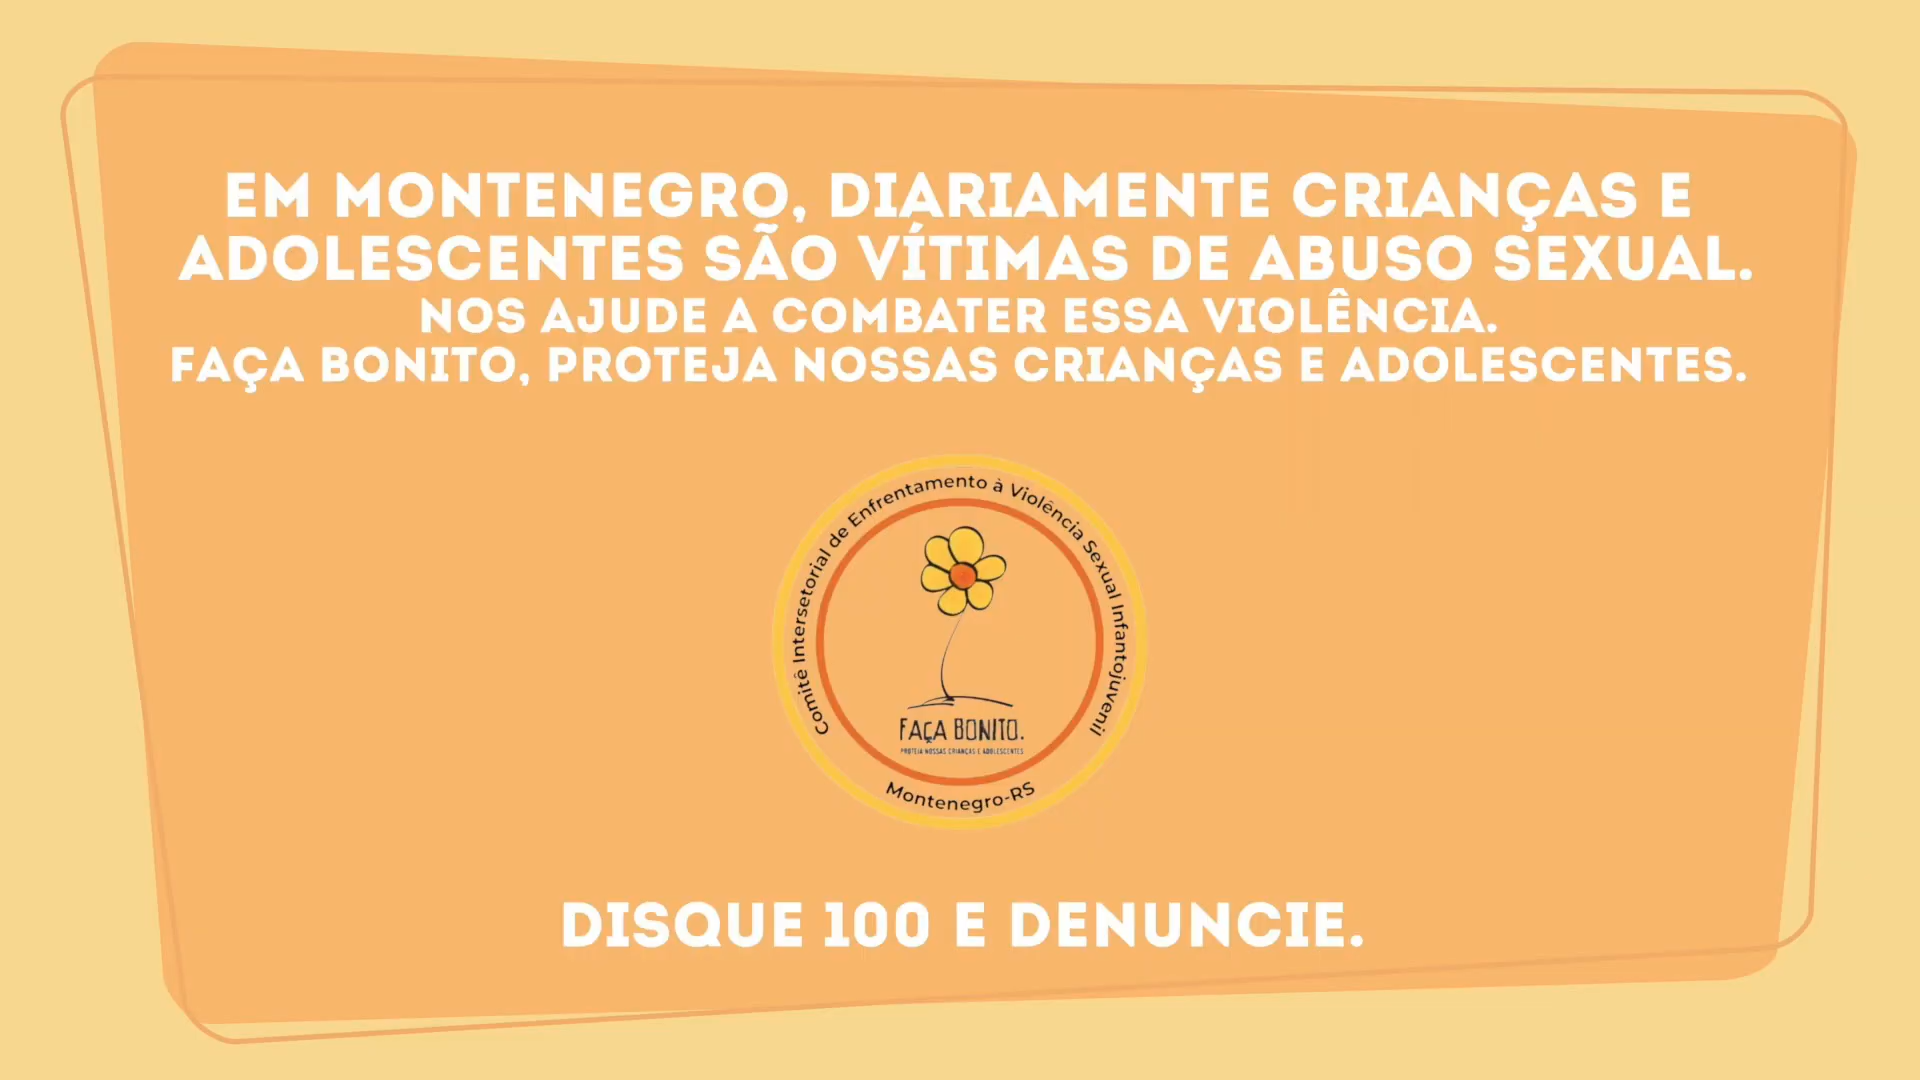 EM MONTENEGRO, DIARIAMENTE CRIANÇAS E
ADOLESCENTES SÃO VÍTIMAS DE ABUSO SEXUAL.
NOS AJUDE A COMBATER ESSA VIOLÊNCIA.
FAÇA BONITO, PROTEJA NOSSAS CRIANÇAS E ADOLESCENTES.
Comitê Intersetorial de Enfrentamento à Violência Sexual Infantojuvenil
FAÇA BONITO.
PROTEJA NOSSAS CRIANÇAS E ADOLESCENTES
Montenegro-RS
DISQUE 100 E DENUNCIE.